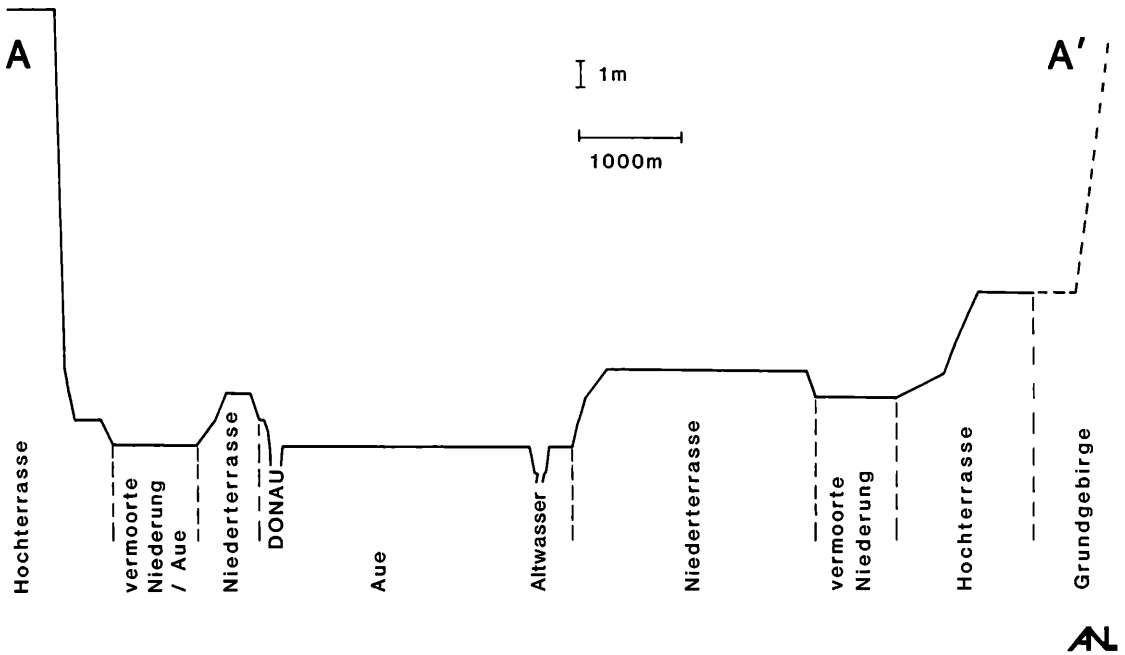 A
A'
1m
1000m
Hochterrasse
vermoorte
Niederung
/ Aue
Niederterrasse
DONAU
Aue
Altwasser
Niederterrasse
vermoorte
Niederung
Hochterrasse
Grundgebirge
ANL